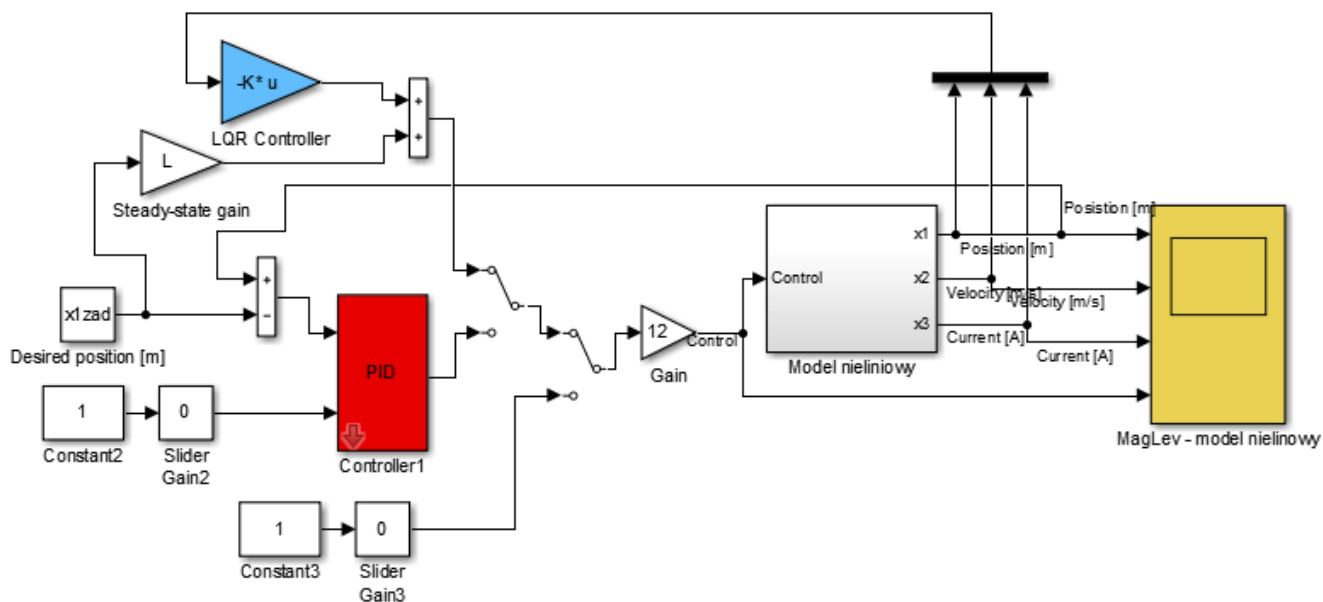 -K* u
+
LQR Controller
+
L
Steady-state gain
Posistion [m]
x1
Posistion [m]
+
-
Control
x2
Velocity [m/s]
Velocity [m/s]
x1zad
Desired position [m]
12
Control
x3
Current [A]
Current [A]
Gain
Model nieliniowy
PID
1
0
Constant2
Slider
Gain2
Controller1
MagLev - model nielinowy
1
0
Constant3
Slider
Gain3